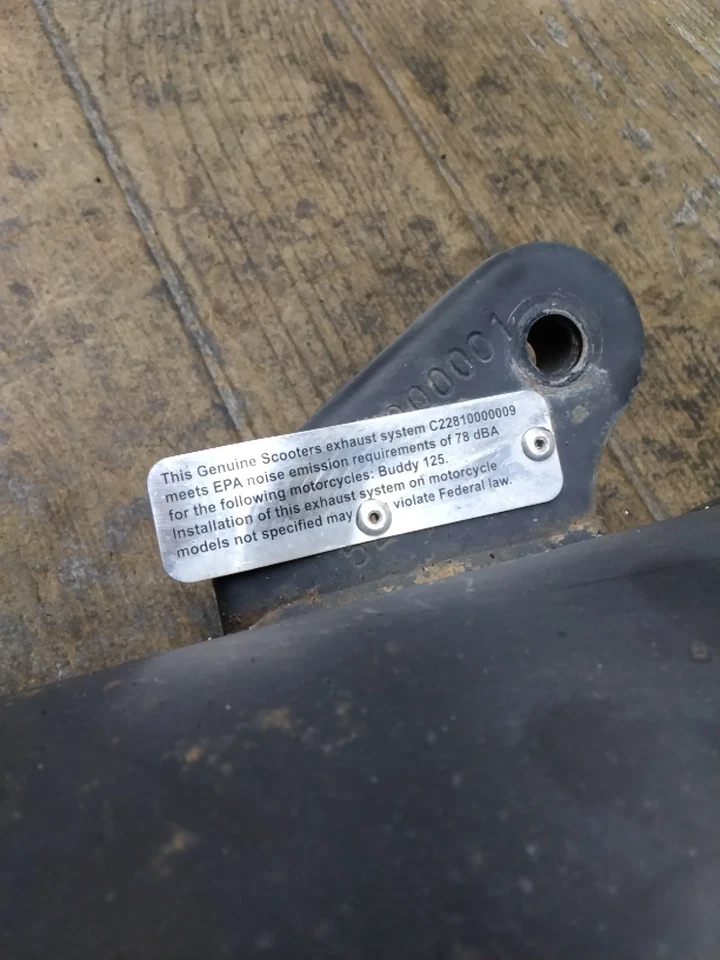 This Genuine Scooters exhaust system C22810000009
meets EPA noise emission requirements of 78 dBA
for the following motorcycles: Buddy 125.
Installation of this exhaust system on motorcycle
models not specified may violate Federal law.